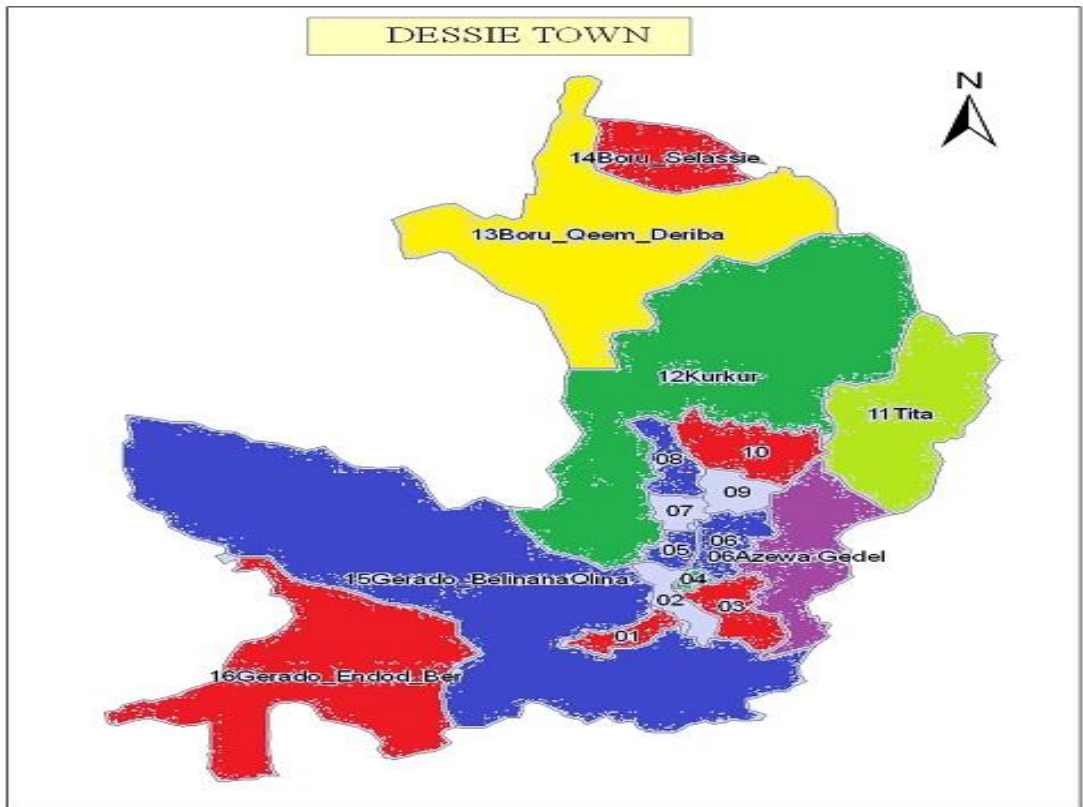 DESSIE TOWN
N
14Boru_Selassie
13Boru_Qeem_Deriba
12Kurkur
11Tita
10
08
09
07
06
05
06Azewa Gedel
04
15Gerado_BelinanaOlina
02
03
01
16Gerado_Endod_Ber